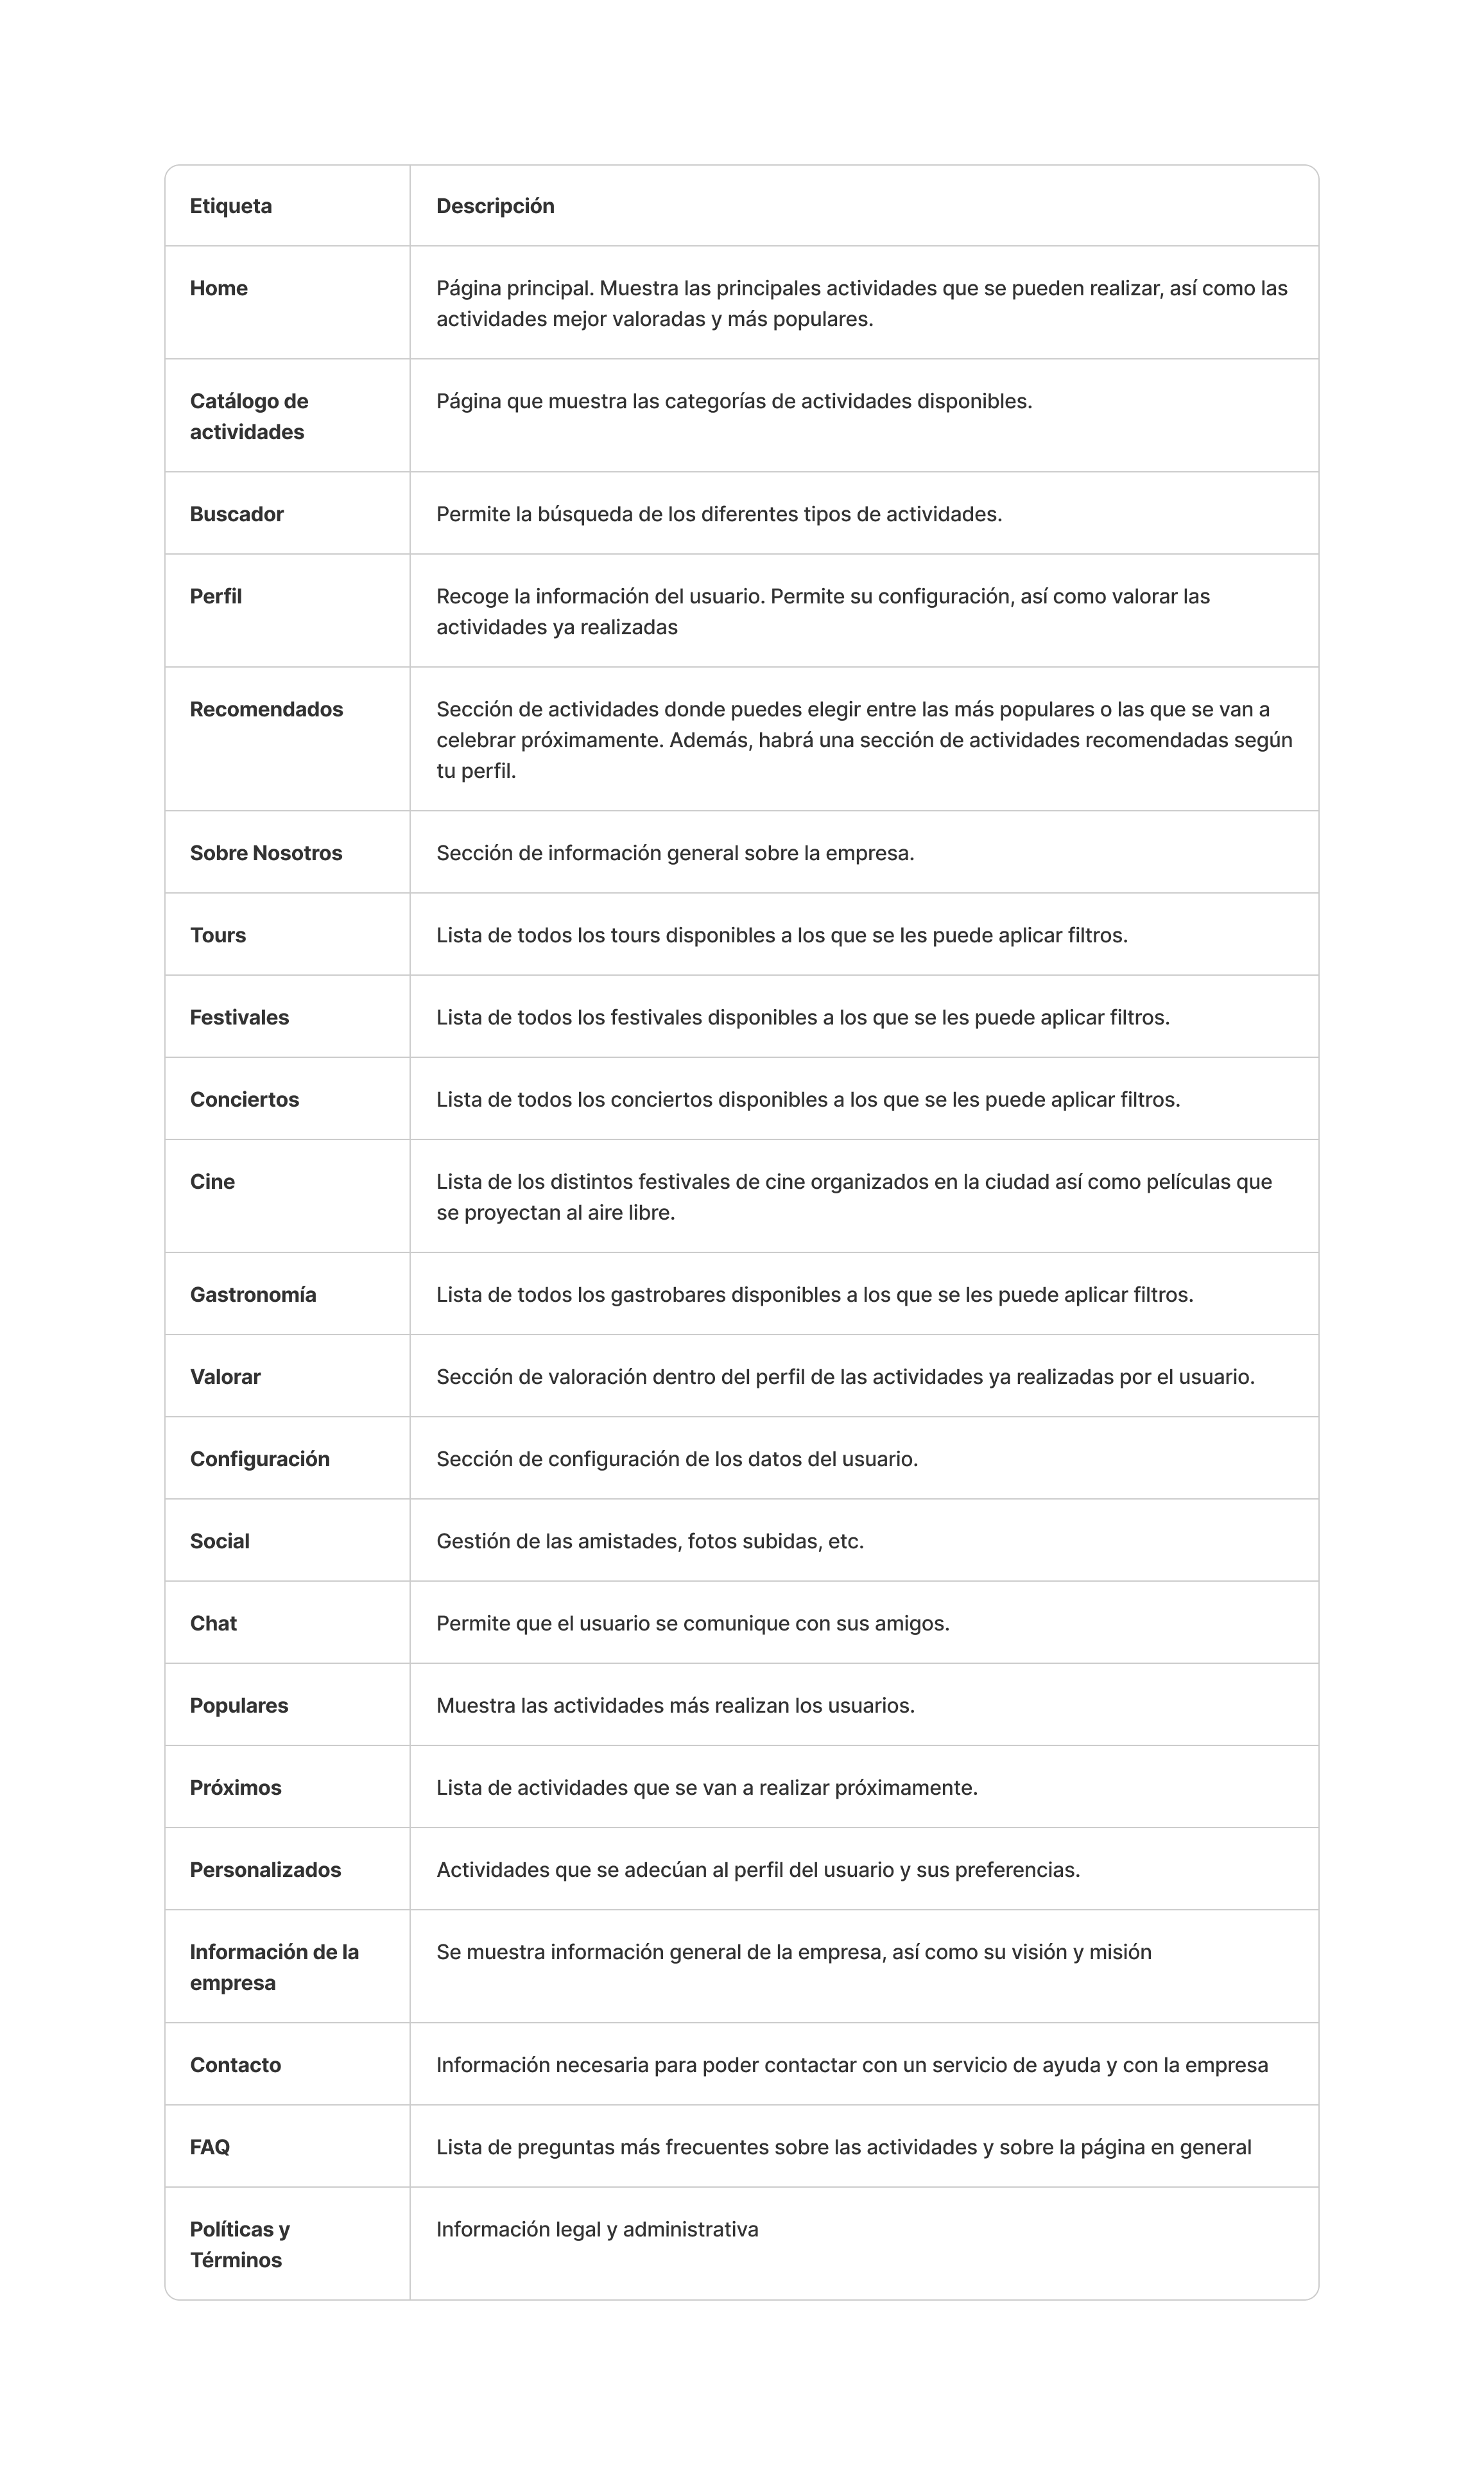 Etiqueta
Descripción
Home
Página principal. Muestra las principales actividades que se pueden realizar, así como las
actividades mejor valoradas y más populares.
Catálogo de
actividades
Página que muestra las categorías de actividades disponibles.
Buscador
Permite la búsqueda de los diferentes tipos de actividades.
Perfil
Recoge la información del usuario. Permite su configuración, así como valorar las
actividades ya realizadas
Recomendados
Sección de actividades donde puedes elegir entre las más populares o las que se van a
celebrar próximamente. Además, habrá una sección de actividades recomendadas según
tu perfil.
Sobre Nosotros
Sección de información general sobre la empresa.
Tours
Lista de todos los tours disponibles a los que se les puede aplicar filtros.
Festivales
Lista de todos los festivales disponibles a los que se les puede aplicar filtros.
Conciertos
Lista de todos los conciertos disponibles a los que se les puede aplicar filtros.
Cine
Lista de los distintos festivales de cine organizados en la ciudad así como películas que
se proyectan al aire libre.
Gastronomía
Lista de todos los gastrobares disponibles a los que se les puede aplicar filtros.
Valorar
Sección de valoración dentro del perfil de las actividades ya realizadas por el usuario.
Configuración
Sección de configuración de los datos del usuario.
Social
Gestión de las amistades, fotos subidas, etc.
Chat
Permite que el usuario se comunique con sus amigos.
Populares
Muestra las actividades más realizan los usuarios.
Próximos
Lista de actividades que se van a realizar próximamente.
Personalizados
Actividades que se adecúan al perfil del usuario y sus preferencias.
Información de la
empresa
Se muestra información general de la empresa, así como su visión y misión
Contacto
Información necesaria para poder contactar con un servicio de ayuda y con la empresa
FAQ
Lista de preguntas más frecuentes sobre las actividades y sobre la página en general
Políticas y
Términos
Información legal y administrativa